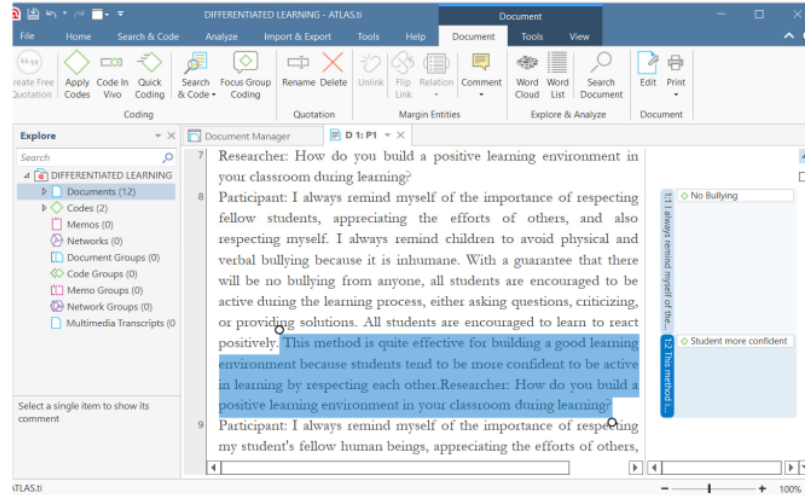 DIFFERENTIATED LEARNING - ATLAS.ti
Document
File Home Search & Code Analyze Import & Export Tools Help Document Tools View
Apply Codes
Code In Vivo
Quick Coding
Search & Code
Focus Group Coding
Rename
Delete
Unlink
Flip Link
Relation
Comment
Word Cloud
Word List
Search Document
Edit
Print
Coding
Quotation
Margin Entities
Explore & Analyze
Document
Explore
Search
DIFFERENTIATED LEARNING
Documents (12)
Codes (2)
Memos (0)
Networks (0)
Document Groups (0)
Code Groups (0)
Memo Groups (0)
Network Groups (0)
Multimedia Transcripts (0
Select a single item to show its
comment
Document Manager
D 1: P1
7 Researcher: How do you build a positive learning environment in
your classroom during learning?
8 Participant: I always remind myself of the importance of respecting
fellow students, appreciating the efforts of others, and also
respecting myself. I always remind children to avoid physical and
verbal bullying because it is inhumane. With a guarantee that there
will be no bullying from anyone, all students are encouraged to be
active during the learning process, either asking questions, criticizing,
or providing solutions. All students are encouraged to learn to react
positively. This method is quite effective for building a good learning
environment because students tend to be more confident to be active
in learning by respecting each other.Researcher: How do you build a
positive learning environment in your classroom during learning?
9 Participant: I always remind myself of the importance of respecting
my student's fellow human beings, appreciating the efforts of others,
1:1 I always remind myself of the...
No Bullying
1:2 This method i...
Student more confident
ATLAS.ti
100%